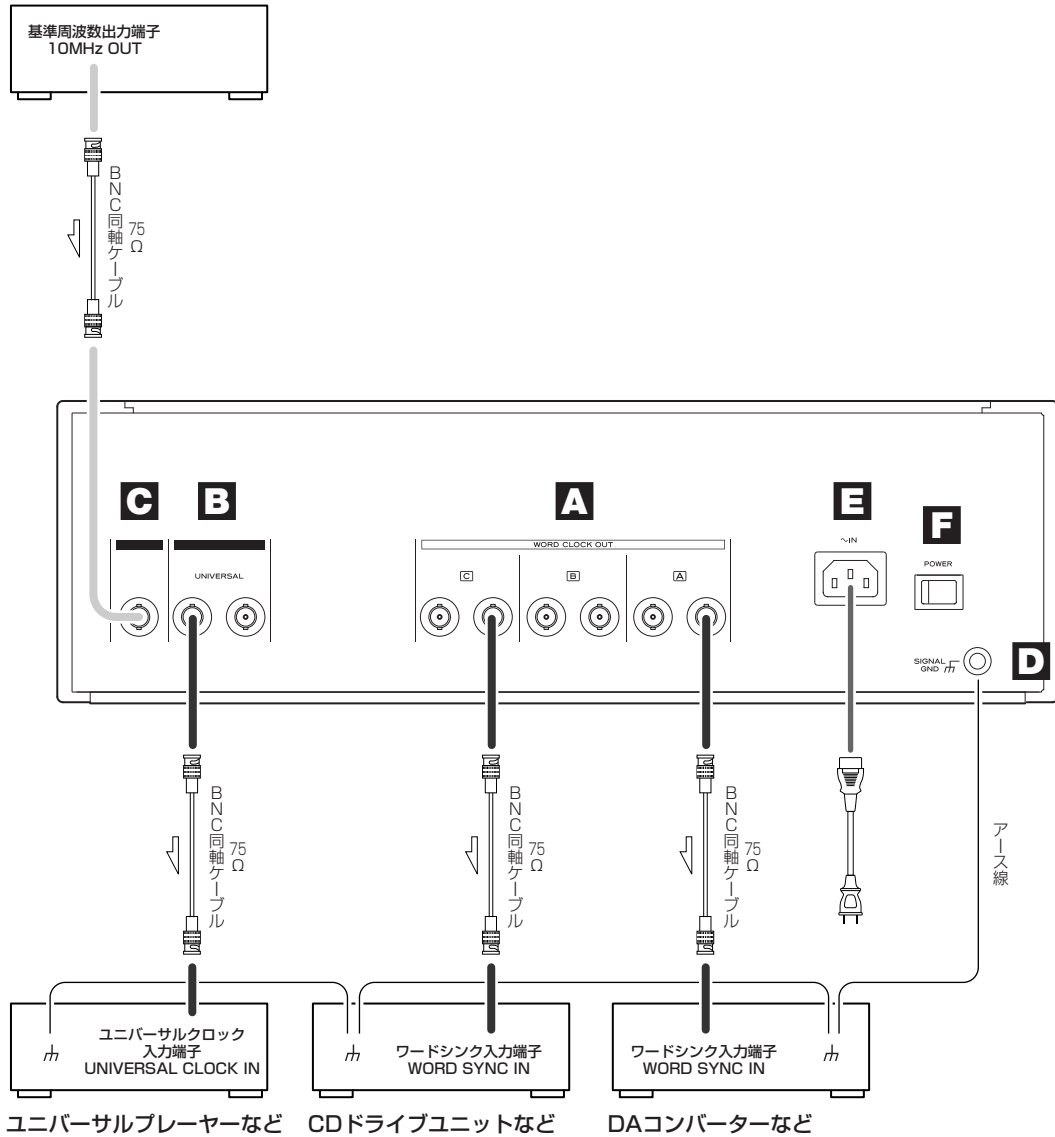 基準周波数出力端子
10MHz OUT
BNC同軸ケーブル
75Ω
C
B
A
E
F
D
WORD CLOCK OUT
UNIVERSAL
C
B
A
～IN
POWER
SIGNAL
GND
BNC同軸ケーブル
75Ω
BNC同軸ケーブル
75Ω
BNC同軸ケーブル
75Ω
アース線
ユニバーサルクロック
入力端子
UNIVERSAL CLOCK IN
ワードシンク入力端子
WORD SYNC IN
ワードシンク入力端子
WORD SYNC IN
ユニバーサルプレーヤーなど
CDドライブユニットなど
DAコンバーターなど